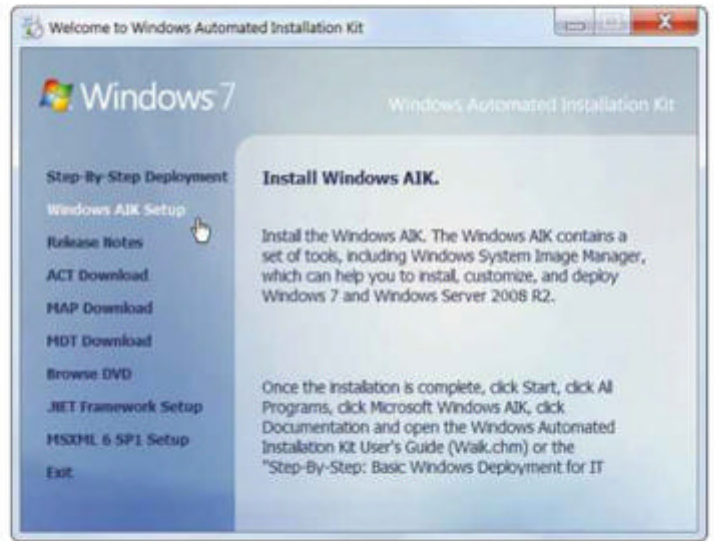 Welcome to Windows Automated Installation Kit
Windows 7
Windows Automated Installation Kit
Step-By-Step Deployment
Windows AIK Setup
Release Notes
ACT Download
MAP Download
MDT Download
Browse DVD
.NET Framework Setup
MSXML 6 SP1 Setup
Exit
Install Windows AIK.
Install the Windows AIK. The Windows AIK contains a
set of tools, including Windows System Image Manager,
which can help you to install, customize, and deploy
Windows 7 and Windows Server 2008 R2.
Once the installation is complete, click Start, click All
Programs, click Microsoft Windows AIK, click
Documentation and open the Windows Automated
Installation Kit User's Guide (Waik.chm) or the
"Step-By-Step: Basic Windows Deployment for IT